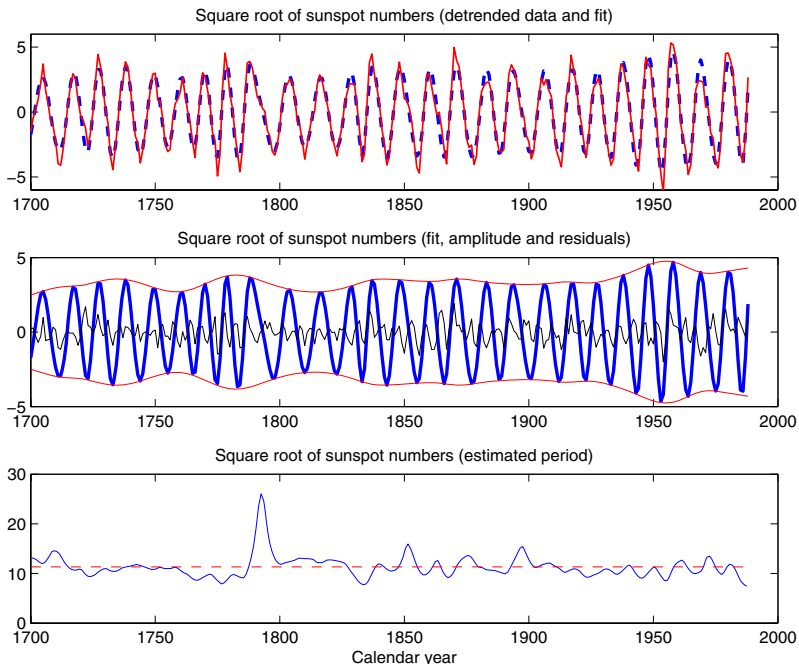 Square root of sunspot numbers (detrended data and fit)
5
0
−5
1700 1750 1800 1850 1900 1950 2000
Square root of sunspot numbers (fit, amplitude and residuals)
5
0
−5
1700 1750 1800 1850 1900 1950 2000
Square root of sunspot numbers (estimated period)
30
20
10
0
1700 1750 1800 1850 1900 1950 2000
Calendar year